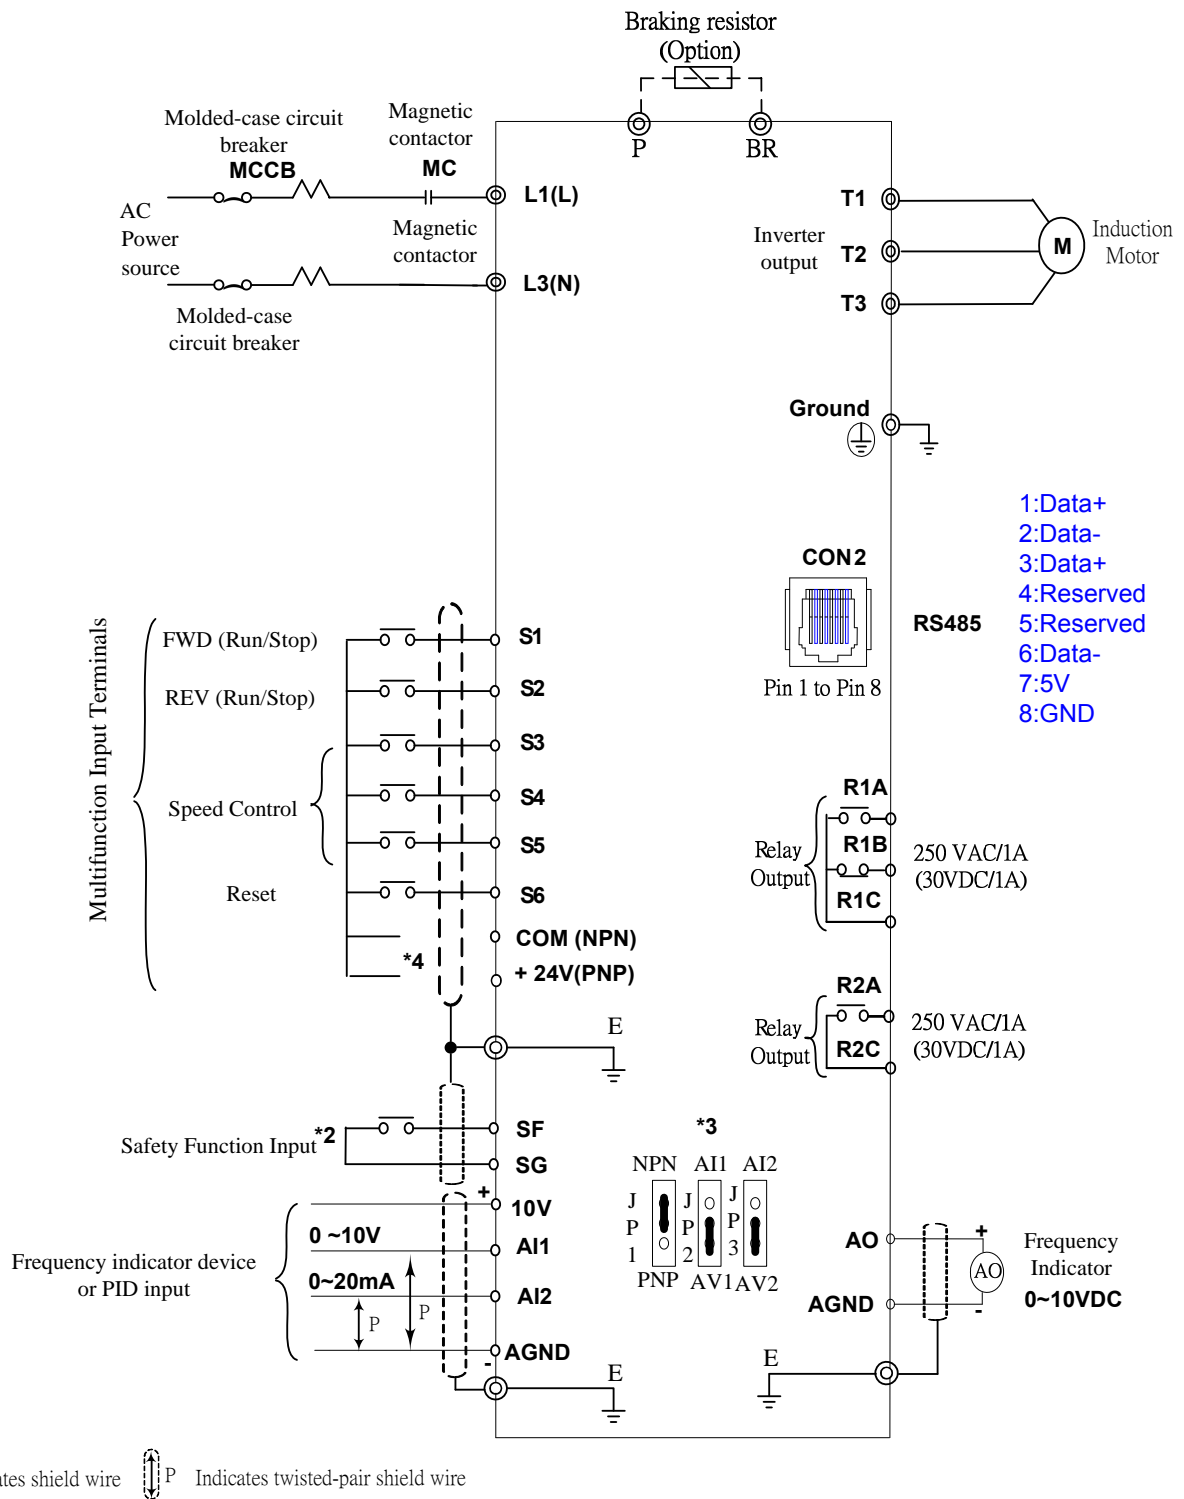 Braking resistor
(Option)
P
BR
Molded-case circuit
breaker
MCCB
Magnetic
contactor
MC
L1(L)
AC
Power
source
Magnetic
contactor
L3(N)
Molded-case
circuit breaker
T1
Inverter
output
T2
T3
M
Induction
Motor
Ground
CON2
RS485
Pin 1 to Pin 8
1:Data+
2:Data-
3:Data+
4:Reserved
5:Reserved
6:Data-
7:5V
8:GND
Multifunction Input Terminals
FWD (Run/Stop)
S1
REV (Run/Stop)
S2
S3
Speed Control
S4
S5
Reset
S6
COM (NPN)
*4
+ 24V(PNP)
E
R1A
Relay
Output
R1B
R1C
250 VAC/1A
(30VDC/1A)
R2A
Relay
Output
R2C
250 VAC/1A
(30VDC/1A)
Safety Function Input
*2
SF
SG
*3
NPN AI1 AI2
JP1
JP2
JP3
PNP AV1 AV2
Frequency indicator device
or PID input
+
10V
0 ~10V
AI1
0~20mA
AI2
P
P
AGND
-
E
AO
AGND
+
AO
-
Frequency
Indicator
0~10VDC
E
shield wire
P
Indicates twisted-pair shield wire